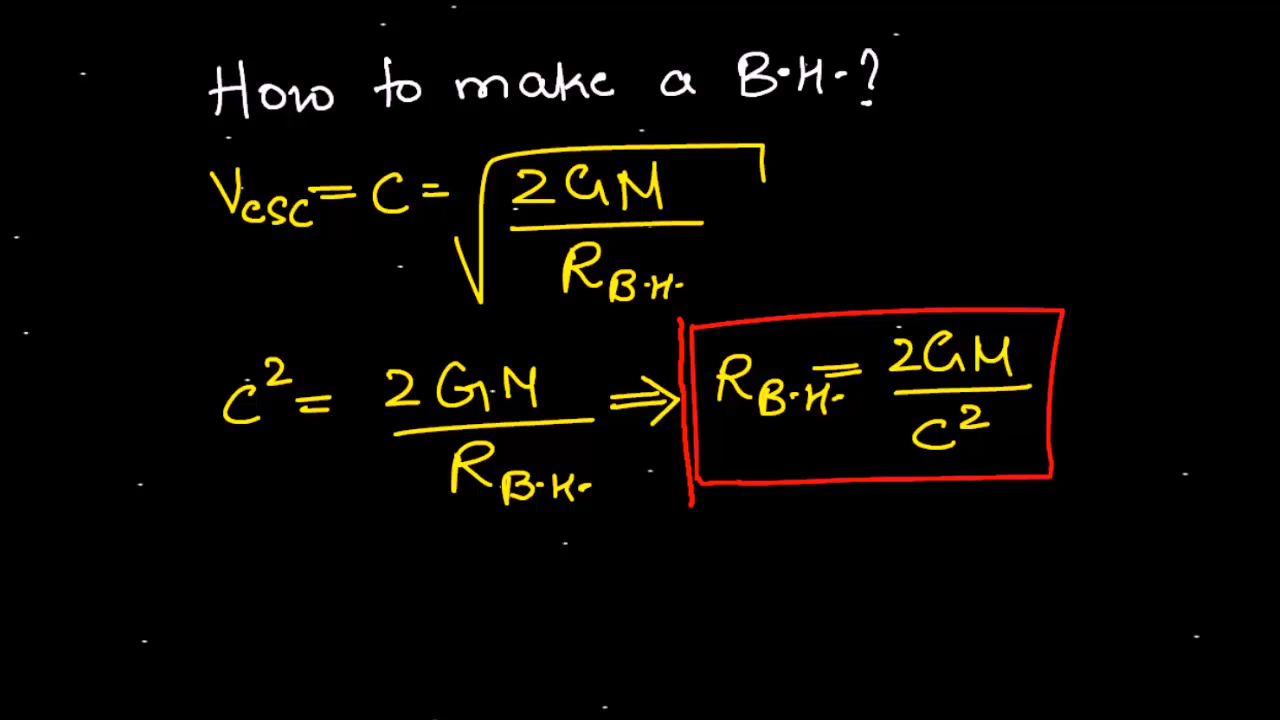 How to make a B.H.?
Vesc = C = √(2GM / R_B.H.)
C² = 2GM / R_B.H. ⇒ R_B.H. = 2GM / C²